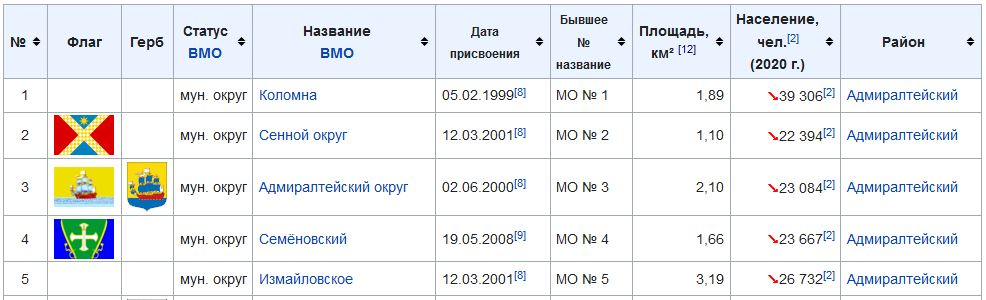 № Флаг Герб Статус ВМО Название ВМО Дата присвоения Бывшее № название Площадь, км² [12] Население, чел.[2] (2020 г.) Район
1 мун. округ Коломна 05.02.1999[8] МО № 1 1,89 39 306[2] Адмиралтейский
2 мун. округ Сенной округ 12.03.2001[8] МО № 2 1,10 22 394[2] Адмиралтейский
3 мун. округ Адмиралтейский округ 02.06.2000[8] МО № 3 2,10 23 084[2] Адмиралтейский
4 мун. округ Семёновский 19.05.2008[9] МО № 4 1,66 23 667[2] Адмиралтейский
5 мун. округ Измайловское 12.03.2001[8] МО № 5 3,19 26 732[2] Адмиралтейский